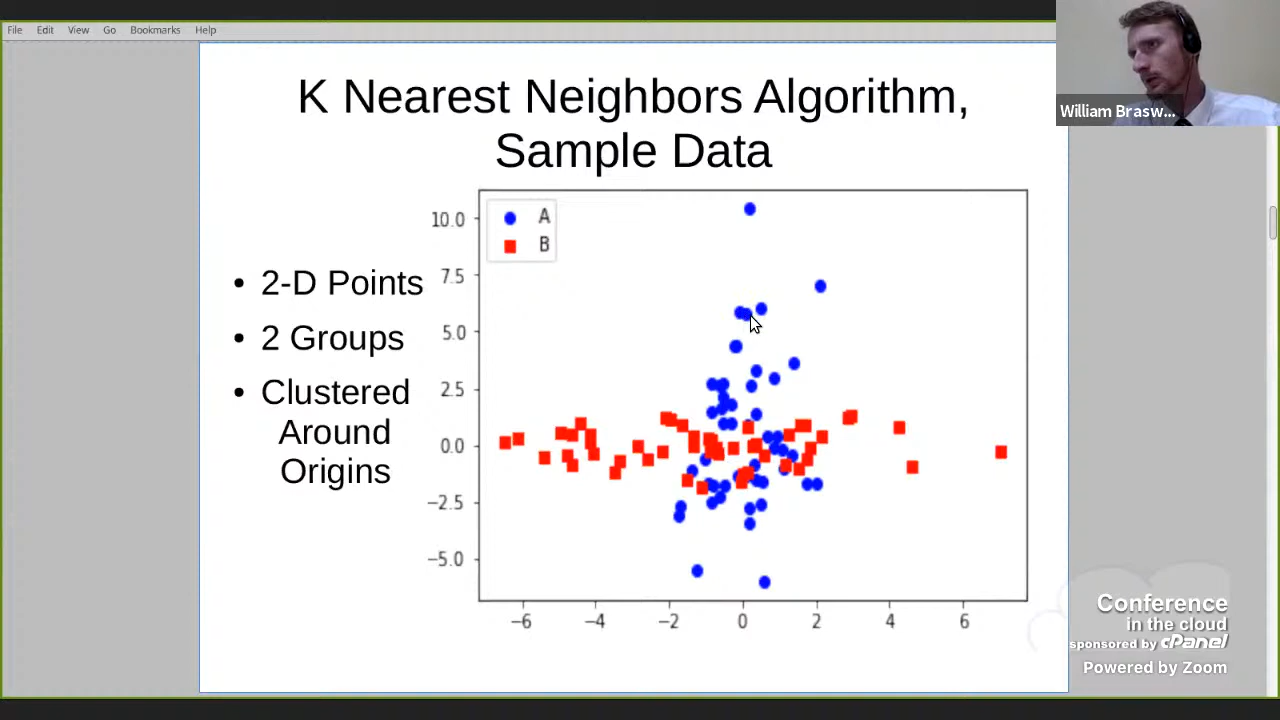 File Edit View Go Bookmarks Help
William Brasw...
K Nearest Neighbors Algorithm,
Sample Data
• 2-D Points
• 2 Groups
• Clustered
Around
Origins
A
B
10.0
7.5
5.0
2.5
0.0
−2.5
−5.0
−6 −4 −2 0 2 4 6
Conference
in the cloud
sponsored by cPanel
Powered by Zoom